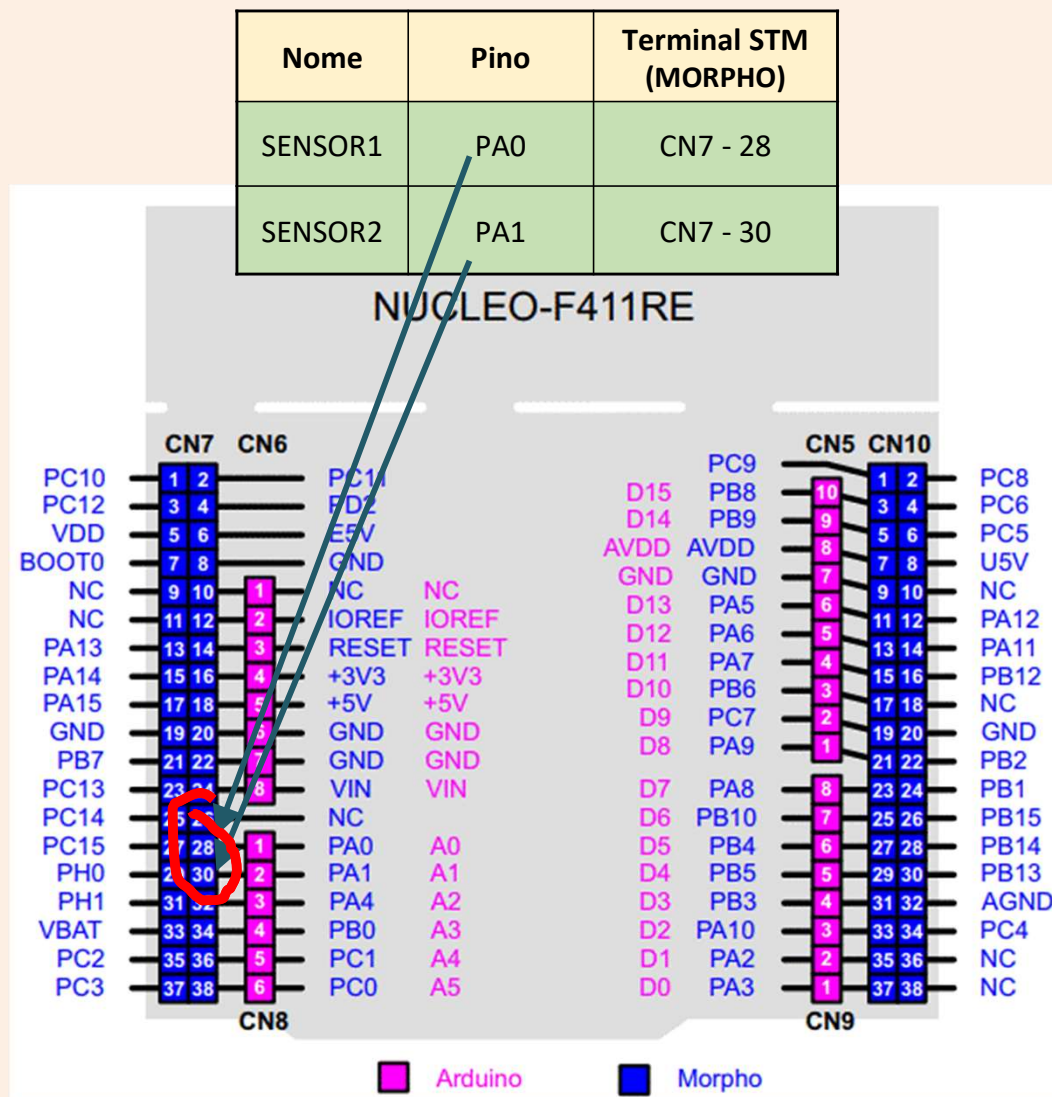 Nome Pino Terminal STM (MORPHO)
SENSOR1 PA0 CN7 - 28
SENSOR2 PA1 CN7 - 30
NUCLEO-F411RE
CN7 CN6 CN5 CN10
PC9
PC10 1 2 PC11 1 2 PC8
PC12 3 4 PD2 D15 PB8 10 3 4 PC6
VDD 5 6 E5V D14 PB9 9 5 6 PC5
BOOT0 7 8 GND AVDD AVDD 8 7 8 U5V
NC 9 10 1 NC NC GND GND 7 9 10 NC
NC 11 12 2 IOREF IOREF D13 PA5 6 11 12 PA12
PA13 13 14 3 RESET RESET D12 PA6 5 13 14 PA11
PA14 15 16 4 +3V3 +3V3 D11 PA7 4 15 16 PB12
PA15 17 18 5 +5V +5V D10 PB6 3 17 18 NC
GND 19 20 6 GND GND D9 PC7 2 19 20 GND
PB7 21 22 7 GND GND D8 PA9 1 21 22 PB2
PC13 23 8 VIN VIN D7 PA8 8 23 24 PB1
PC14 NC D6 PB10 7 25 26 PB15
PC15 28 1 PA0 A0 D5 PB4 6 27 28 PB14
PH0 30 2 PA1 A1 D4 PB5 5 29 30 PB13
PH1 31 32 3 PA4 A2 D3 PB3 4 31 32 AGND
VBAT 33 34 4 PB0 A3 D2 PA10 3 33 34 PC4
PC2 35 36 5 PC1 A4 D1 PA2 2 35 36 NC
PC3 37 38 6 PC0 A5 D0 PA3 1 37 38 NC
CN8 CN9
Arduino Morpho